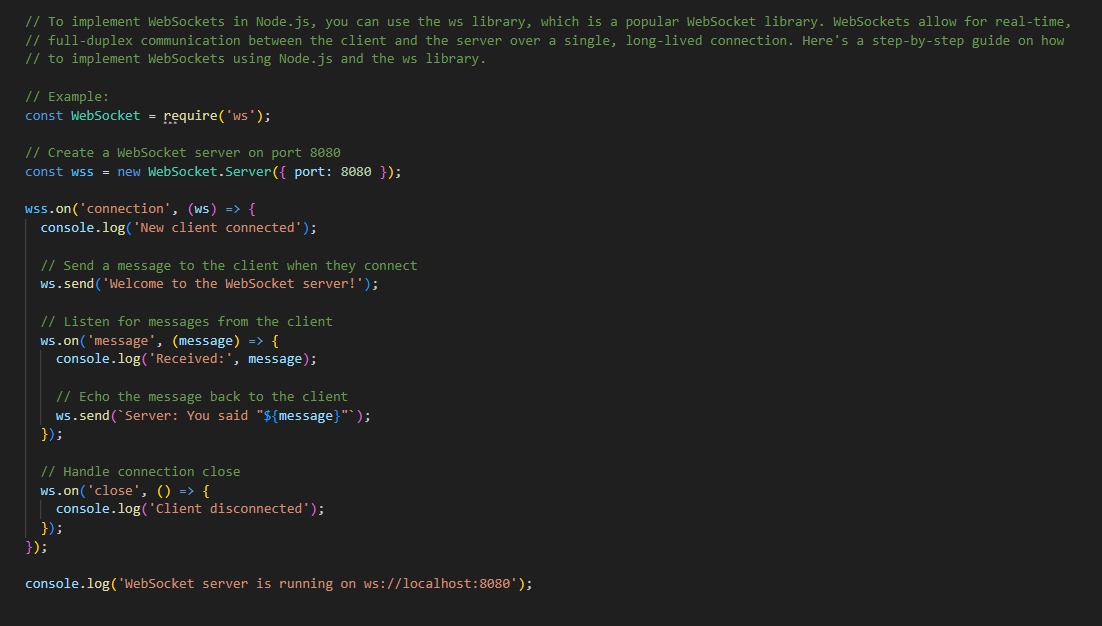 // To implement WebSockets in Node.js, you can use the ws library, which is a popular WebSocket library. WebSockets allow for real-time,
// full-duplex communication between the client and the server over a single, long-lived connection. Here's a step-by-step guide on how
// to implement WebSockets using Node.js and the ws library.

// Example:
const WebSocket = require('ws');

// Create a WebSocket server on port 8080
const wss = new WebSocket.Server({ port: 8080 });

wss.on('connection', (ws) => {
  console.log('New client connected');

  // Send a message to the client when they connect
  ws.send('Welcome to the WebSocket server!');

  // Listen for messages from the client
  ws.on('message', (message) => {
    console.log('Received:', message);

    // Echo the message back to the client
    ws.send(`Server: You said "${message}"`);
  });

  // Handle connection close
  ws.on('close', () => {
    console.log('Client disconnected');
  });
});

console.log('WebSocket server is running on ws://localhost:8080');